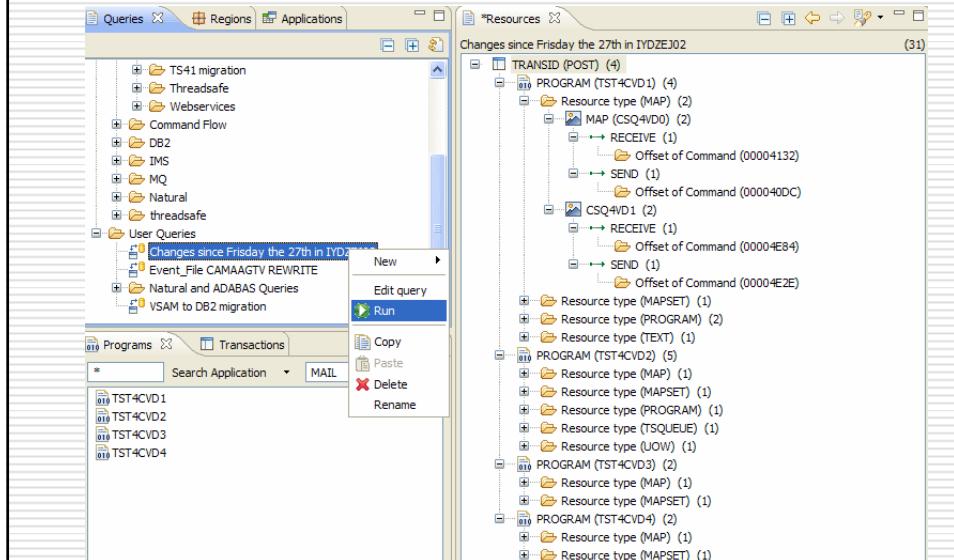 Queries
Regions
Applications
TS41 migration
Threadsafe
Webservices
Command Flow
DB2
IMS
MQ
Natural
threadsafe
User Queries
Changes since Frisday the 27th in
Event_File CAMAAGTV REWRITE
Natural and ADABAS Queries
VSAM to DB2 migration
New
Edit query
Run
Copy
Paste
Delete
Rename
Programs
Transactions
*
Search Application
MAIL
TST4CVD1
TST4CVD2
TST4CVD3
TST4CVD4
*Resources
Changes since Frisday the 27th in IYDZEJ02 (31)
TRANSID (POST) (4)
PROGRAM (TST4CVD1) (4)
Resource type (MAP) (2)
MAP (CSQ4VD0) (2)
RECEIVE (1)
Offset of Command (00004132)
SEND (1)
Offset of Command (000040DC)
CSQ4VD1 (2)
RECEIVE (1)
Offset of Command (00004E84)
SEND (1)
Offset of Command (00004E2E)
Resource type (MAPSET) (1)
Resource type (PROGRAM) (2)
Resource type (TEXT) (1)
PROGRAM (TST4CVD2) (5)
Resource type (MAP) (1)
Resource type (MAPSET) (1)
Resource type (PROGRAM) (1)
Resource type (TSQUEUE) (1)
Resource type (UOW) (1)
PROGRAM (TST4CVD3) (2)
Resource type (MAP) (1)
Resource type (MAPSET) (1)
PROGRAM (TST4CVD4) (2)
Resource type (MAP) (1)
Resource type (MAPSET) (1)